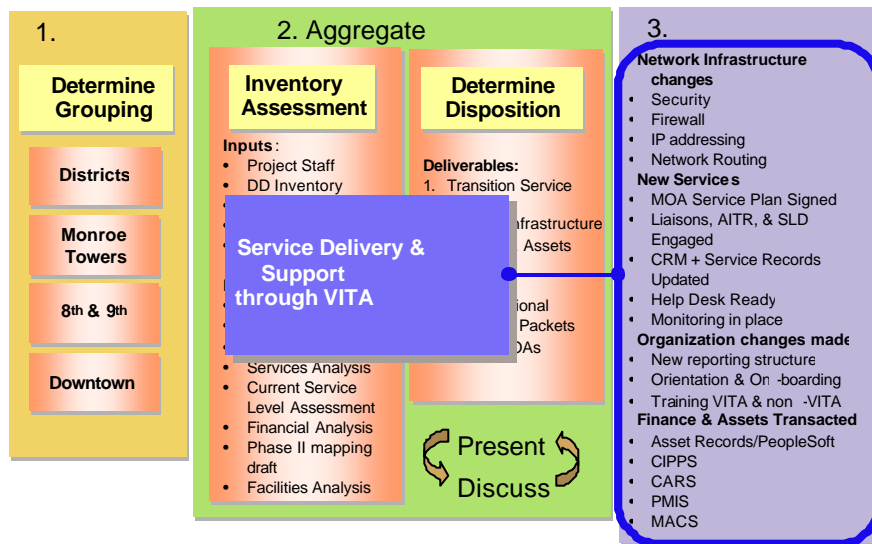 1.
Determine
Grouping
Districts
Monroe
Towers
8th & 9th
Downtown
2. Aggregate
Inventory
Assessment
Inputs:
• Project Staff
• DD Inventory
•
Service Delivery &
Support
through VITA
• Services Analysis
• Current Service
Level Assessment
• Financial Analysis
• Phase II mapping
draft
• Facilities Analysis
Determine
Disposition
Deliverables:
1. Transition Service
nfrastructure
Assets
ional
Packets
OAs
Present
Discuss
3.
Network Infrastructure
changes
• Security
• Firewall
• IP addressing
• Network Routing
New Services
• MOA Service Plan Signed
• Liaisons, AITR, & SLD
Engaged
• CRM + Service Records
Updated
• Help Desk Ready
• Monitoring in place
Organization changes made
• New reporting structure
• Orientation & On -boarding
• Training VITA & non -VITA
Finance & Assets Transacted
• Asset Records/PeopleSoft
• CIPPS
• CARS
• PMIS
• MACS